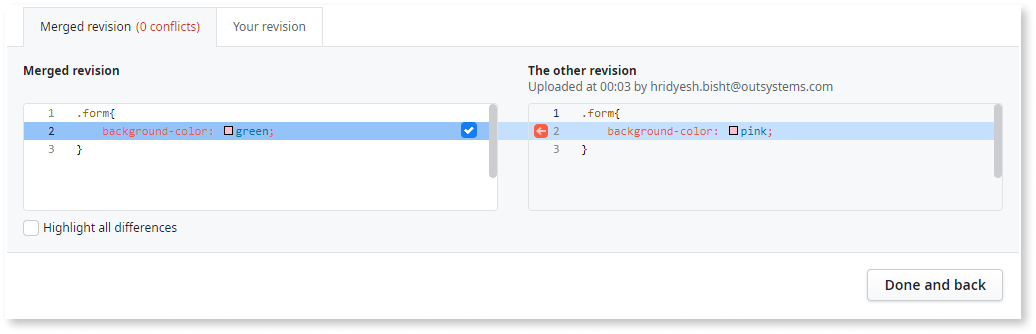 Merged revision (0 conflicts) Your revision
Merged revision
The other revision
Uploaded at 00:03 by hridyesh.bisht@outsystems.com
1 .form{
2 background-color: green;
3 }
1 .form{
2 background-color: pink;
3 }
Highlight all differences
Done and back